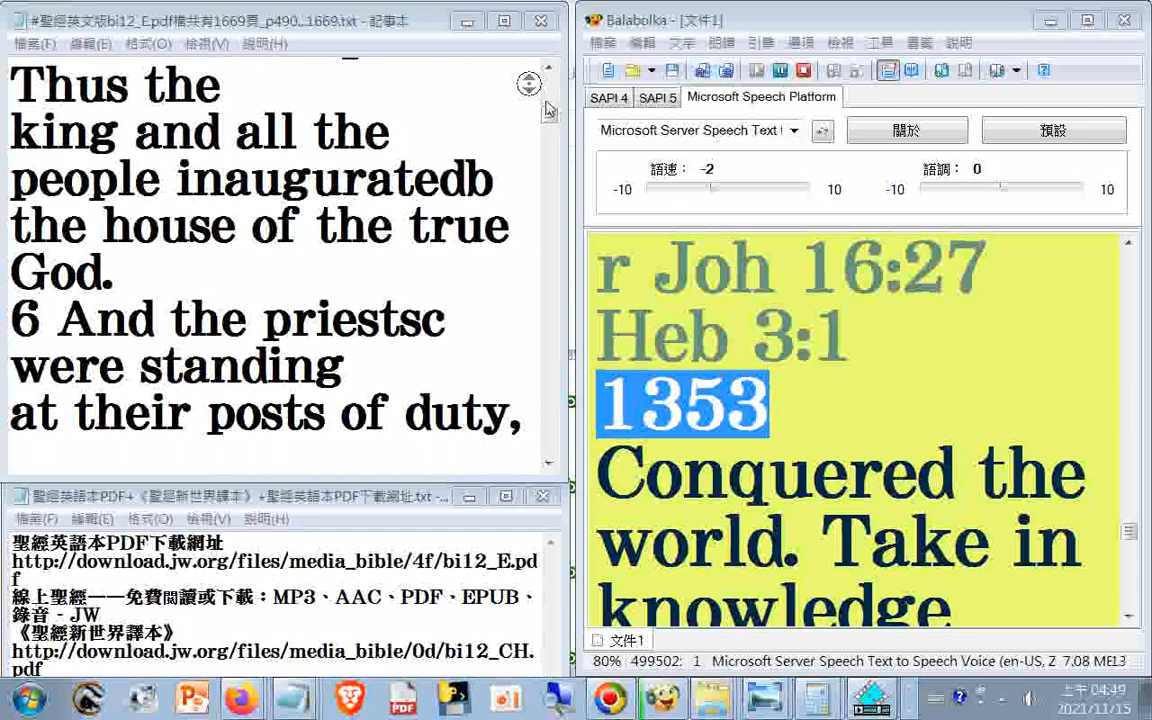 #聖經英文版bi12_E.pdf檔共有1669頁_p490...1669.txt - 記事本
檔案(F) 編輯(E) 格式(O) 檢視(V) 說明(H)
Thus the
king and all the
people inauguratedb
the house of the true
God.
6 And the priestsc
were standing
at their posts of duty,
聖經英語本PDF+《聖經新世界譯本》+聖經英語本PDF下載網址.txt -...
檔案(F) 編輯(E) 格式(O) 檢視(V) 說明(H)
聖經英語本PDF下載網址
http://download.jw.org/files/media_bible/4f/bi12_E.pd
f
線上聖經——免費閱讀或下載：MP3、AAC、PDF、EPUB、
錄音 - JW
《聖經新世界譯本》
http://download.jw.org/files/media_bible/0d/bi12_CH.
pdf
Balabolka - [文件1]
檔案 編輯 文字 朗讀 引擎 選項 檢視 工具 書籤 說明
SAPI 4 SAPI 5 Microsoft Speech Platform
Microsoft Server Speech Text 關於 預設
語速： -2 語調： 0
-10 10 -10 10
r Joh 16:27
Heb 3:1
1353
Conquered the
world. Take in
knowledge
文件1
80% 499502: 1 Microsoft Server Speech Text to Speech Voice (en-US, Z 7.08 ME
上午 04:49
2021/11/15